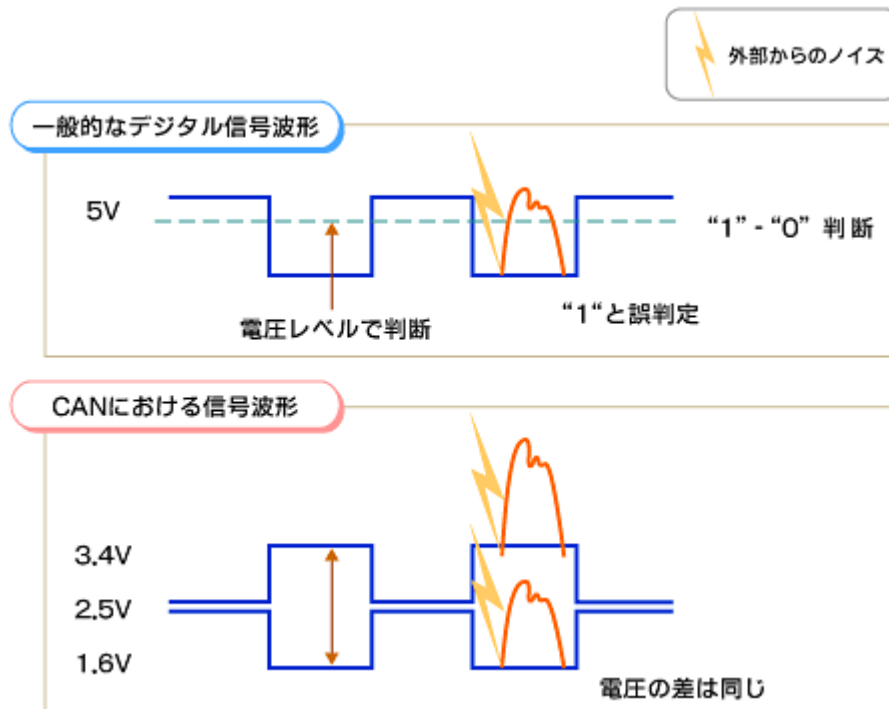 外部からのノイズ
一般的なデジタル信号波形
5V
“1” - “0” 判断
電圧レベルで判断
“1“と誤判定
CANにおける信号波形
3.4V
2.5V
1.6V
電圧の差は同じ